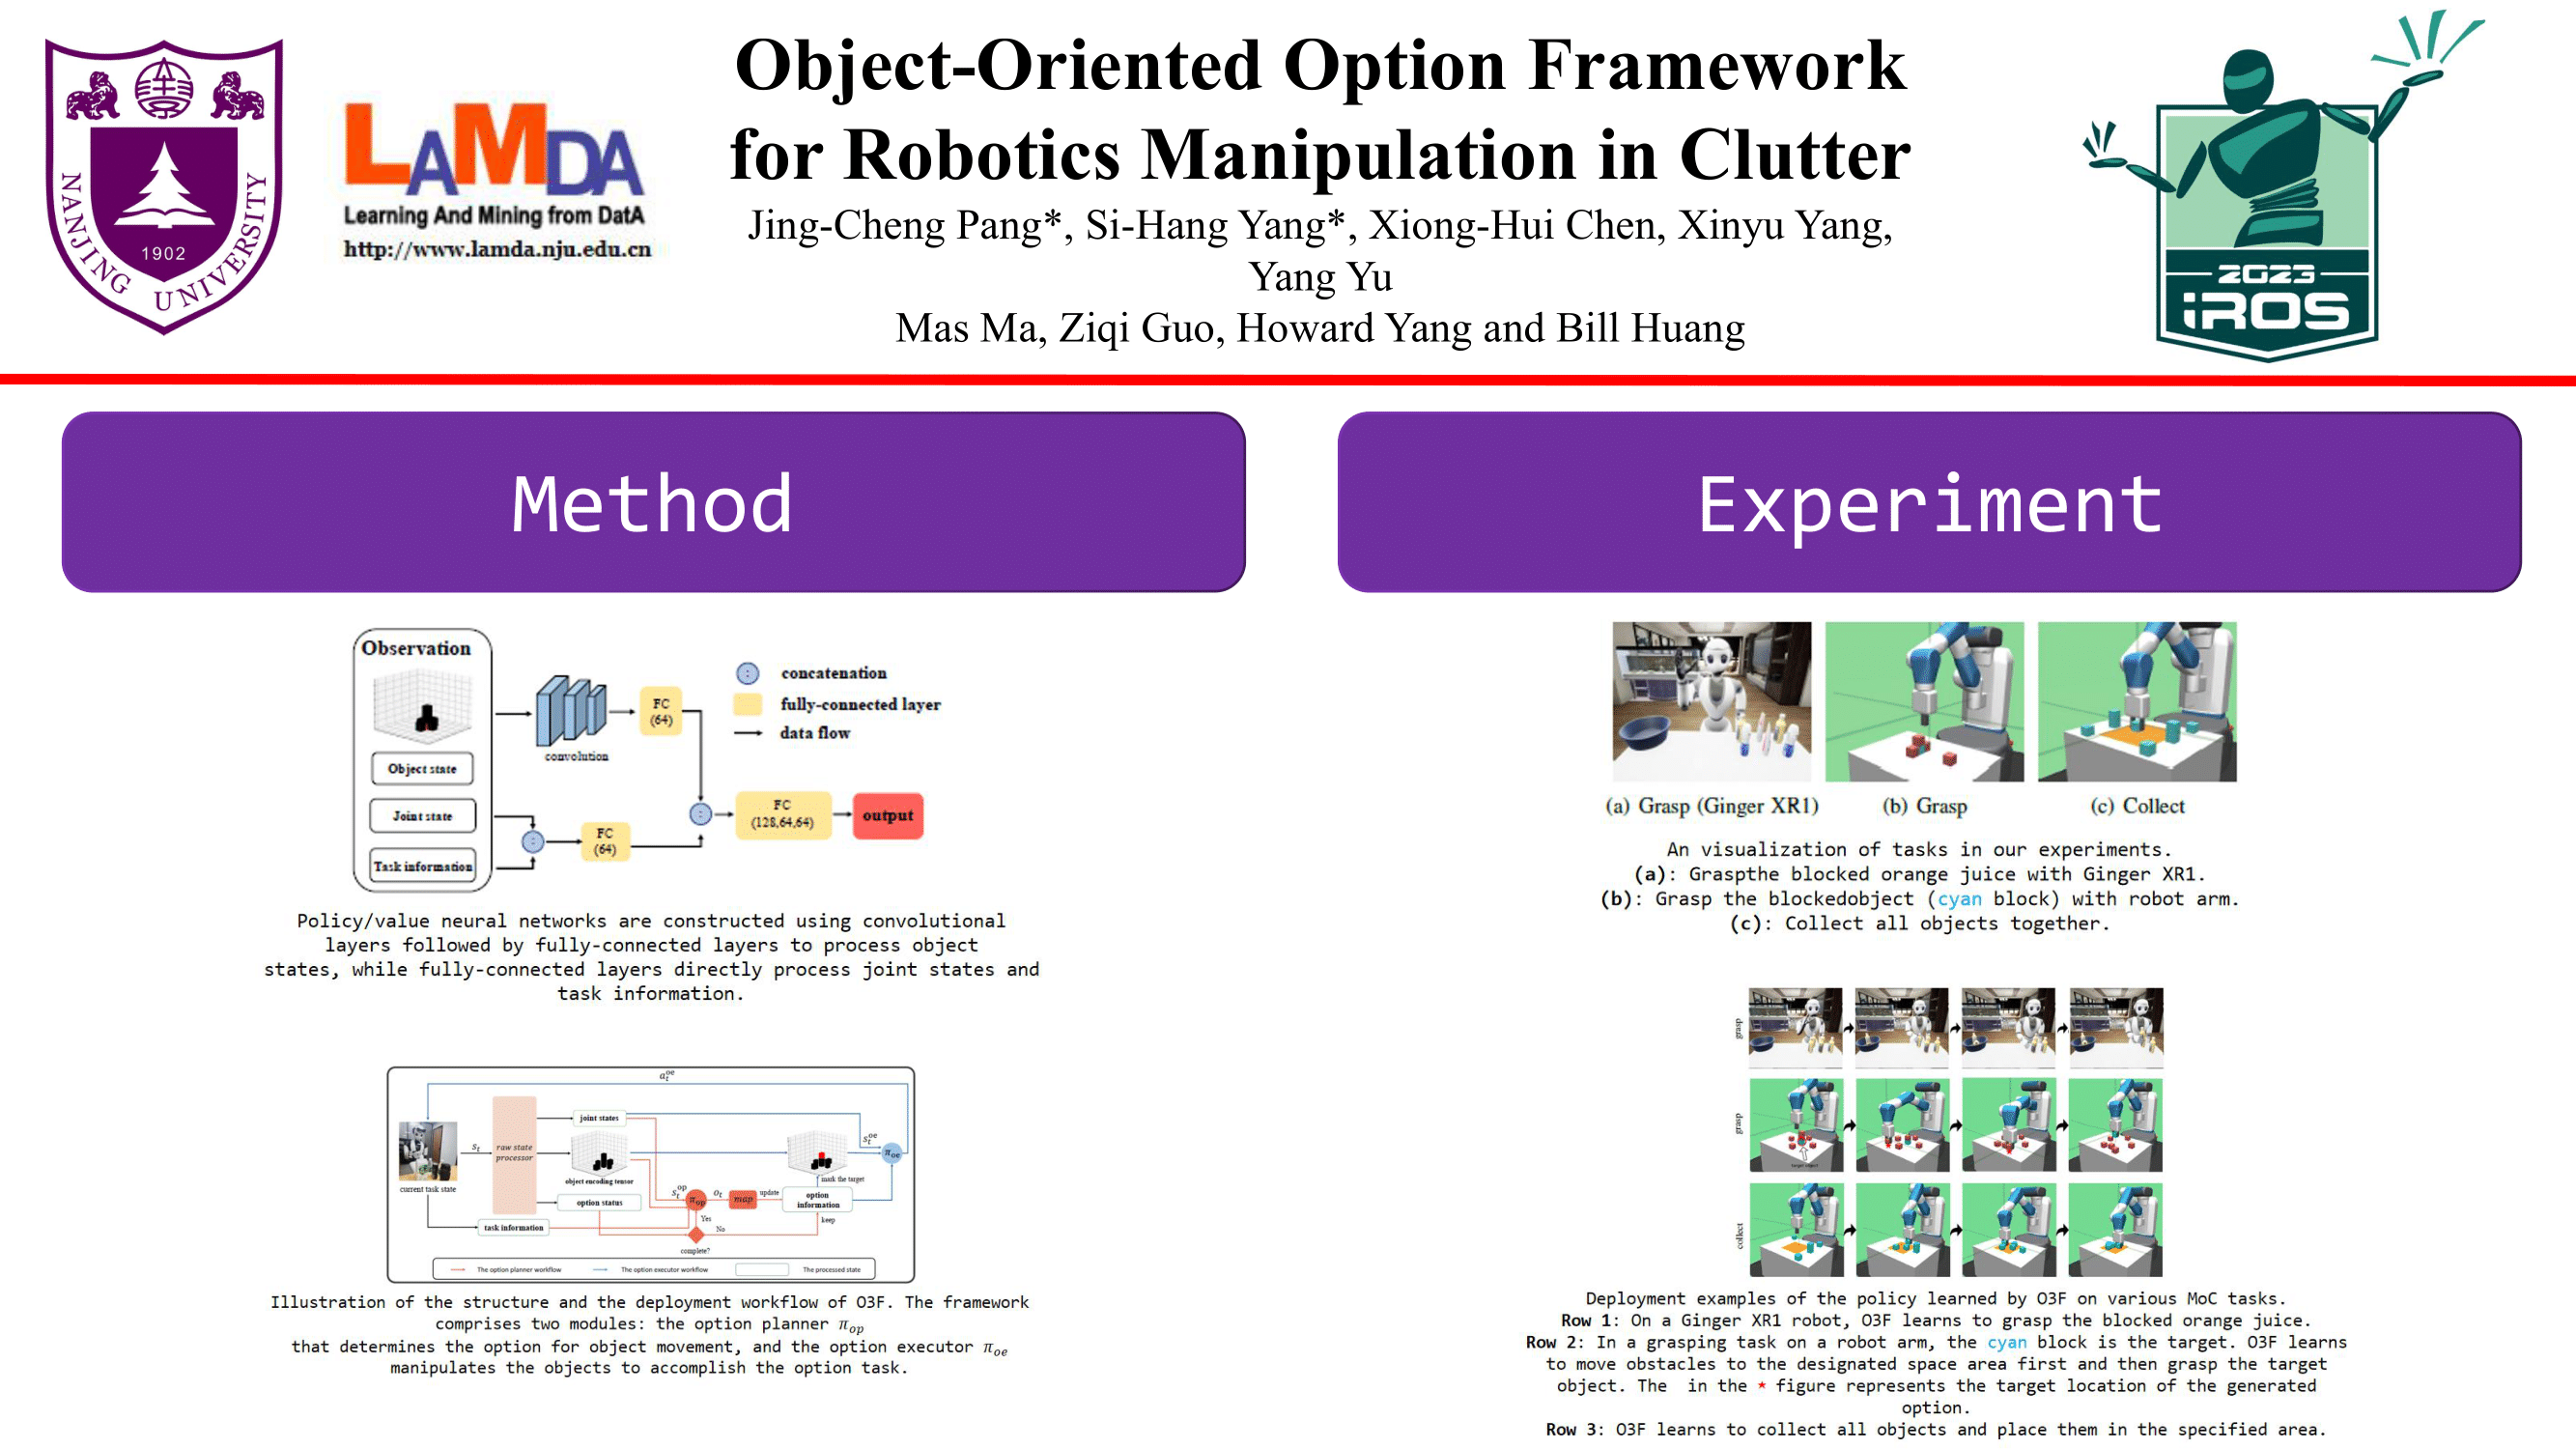 NANJING UNIVERSITY
1902
LAMDA
Learning And Mining from DatA
http://www.lamda.nju.edu.cn
Object-Oriented Option Framework
for Robotics Manipulation in Clutter
Jing-Cheng Pang*, Si-Hang Yang*, Xiong-Hui Chen, Xinyu Yang,
Yang Yu
Mas Ma, Ziqi Guo, Howard Yang and Bill Huang
2023
iROS
Method
Observation
Object state
Joint state
Task information
convolution
FC
(64)
FC
(64)
:
:
FC
(128,64,64)
output
: concatenation
fully-connected layer
data flow
Policy/value neural networks are constructed using convolutional
layers followed by fully-connected layers to process object
states, while fully-connected layers directly process joint states and
task information.
a_t^oe
current task state
s_t
raw state
processor
joint states
object encoding tensor
option status
task information
s_t^op
π_op
o_t
map
update
Yes
No
complete?
option
information
keep
mark the target
s_t^oe
π_oe
The option planner workflow
The option executor workflow
The processed state
Illustration of the structure and the deployment workflow of O3F. The framework
comprises two modules: the option planner π_op
that determines the option for object movement, and the option executor π_oe
manipulates the objects to accomplish the option task.
Experiment
(a) Grasp (Ginger XR1)
(b) Grasp
(c) Collect
An visualization of tasks in our experiments.
(a): Graspthe blocked orange juice with Ginger XR1.
(b): Grasp the blockedobject (cyan block) with robot arm.
(c): Collect all objects together.
grasp
grasp
target object
collect
Deployment examples of the policy learned by O3F on various MoC tasks.
Row 1: On a Ginger XR1 robot, O3F learns to grasp the blocked orange juice.
Row 2: In a grasping task on a robot arm, the cyan block is the target. O3F learns
to move obstacles to the designated space area first and then grasp the target
object. The in the ★ figure represents the target location of the generated
option.
Row 3: O3F learns to collect all objects and place them in the specified area.